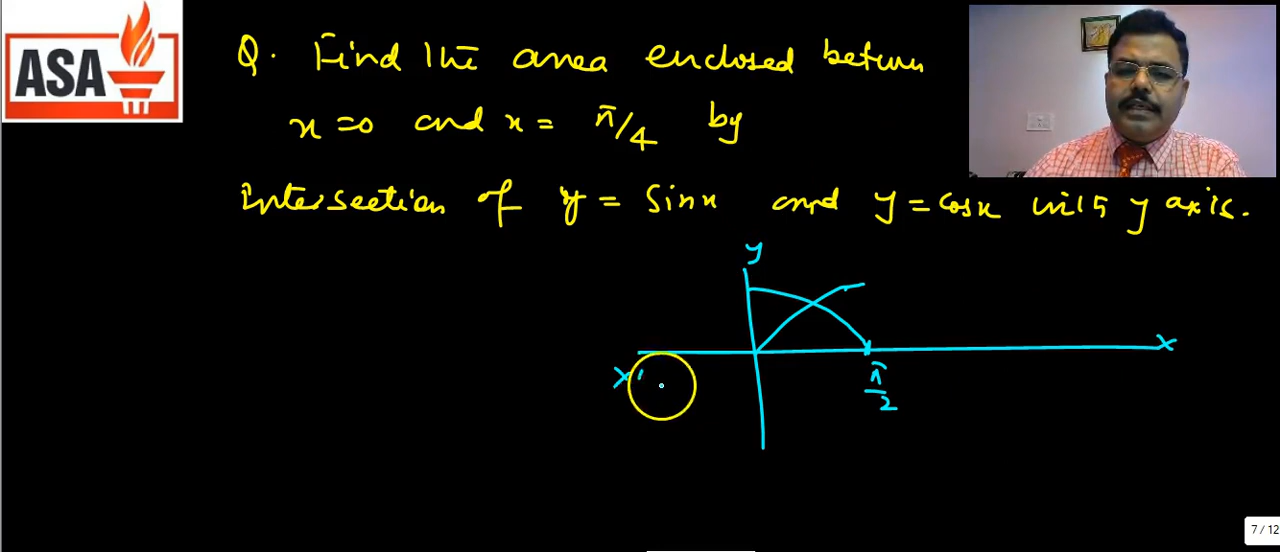 ASA
Q. Find the area enclosed between
x = 0 and x = π/4 by
Intersection of y = sin x and y = cos x with y axis.
y
X
X'
π/2
7 / 12